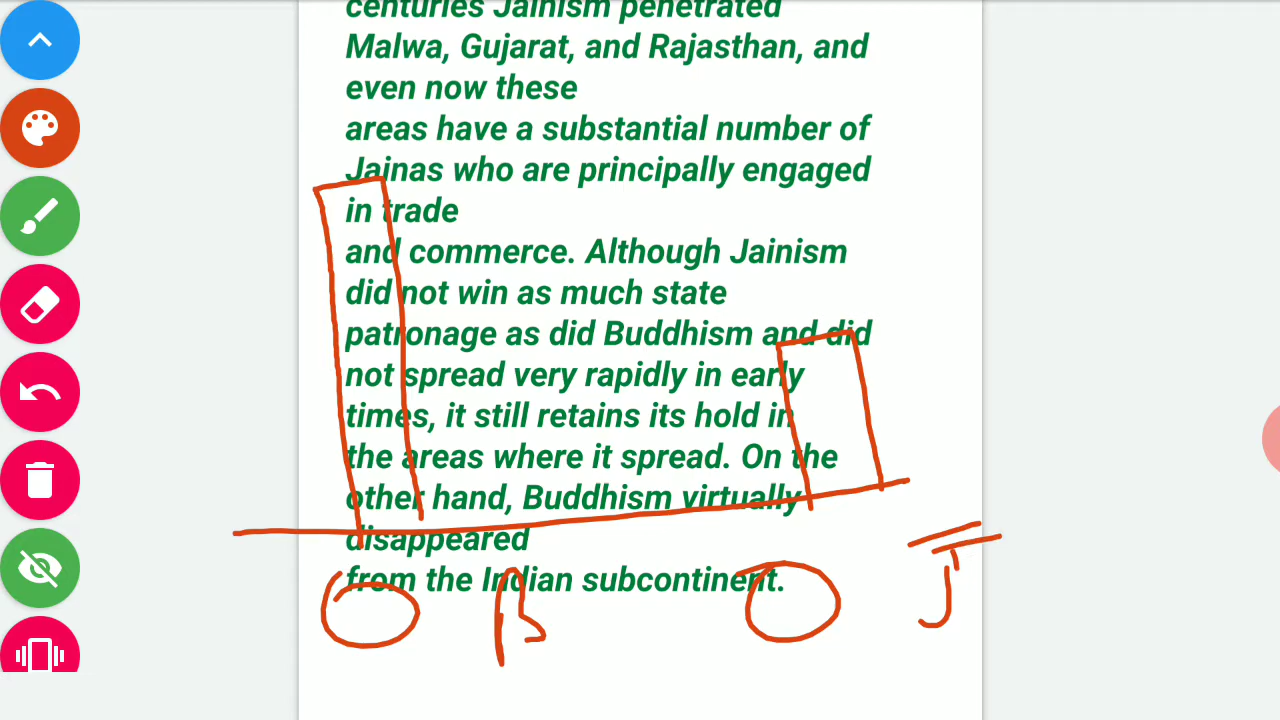 centuries Jainism penetrated
Malwa, Gujarat, and Rajasthan, and
even now these
areas have a substantial number of
Jainas who are principally engaged
in trade
and commerce. Although Jainism
did not win as much state
patronage as did Buddhism and did
not spread very rapidly in early
times, it still retains its hold in
the areas where it spread. On the
other hand, Buddhism virtually
disappeared
from the Indian subcontinent.
B J